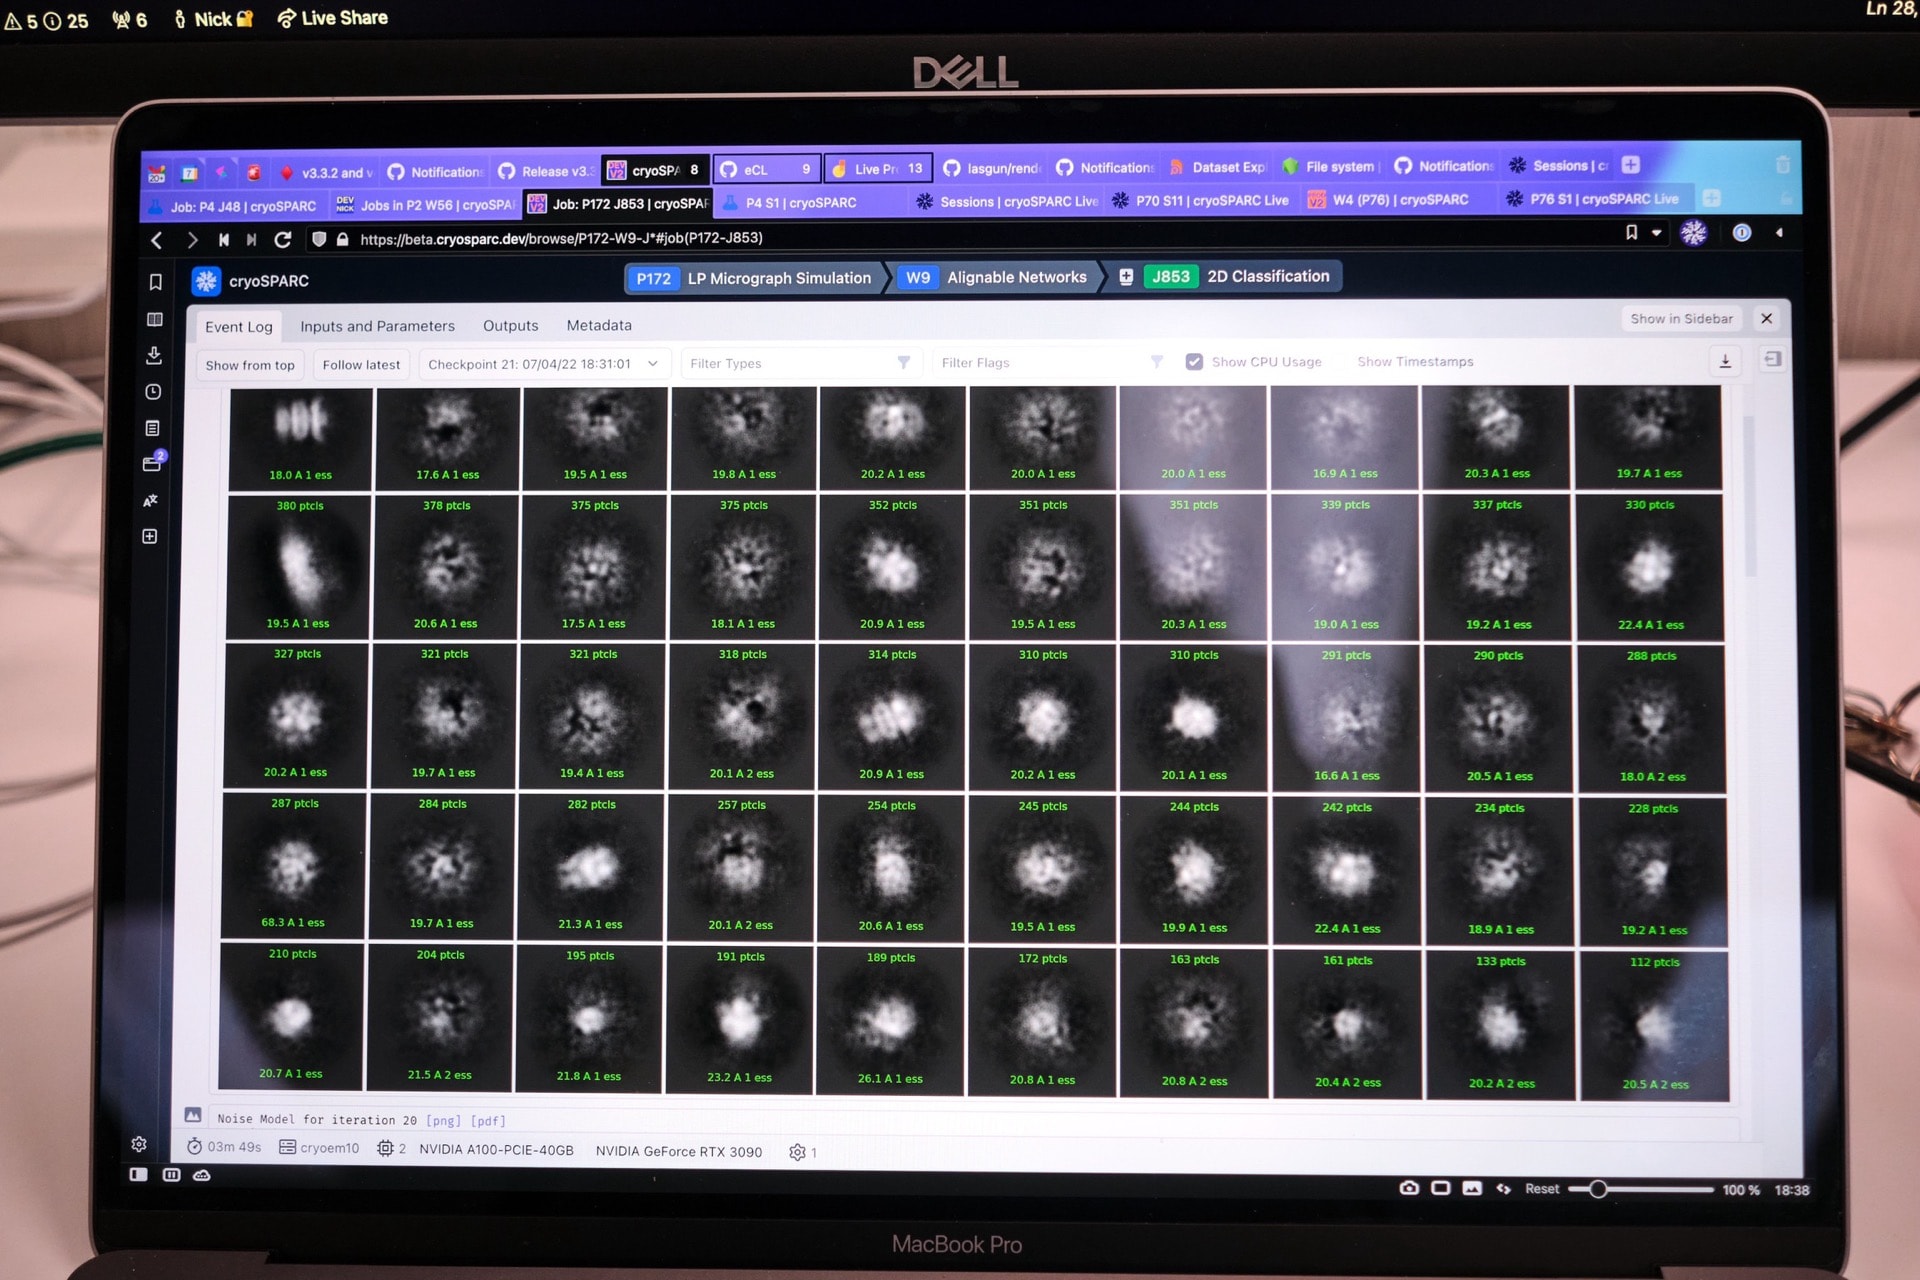 5 25 6 Nick Live Share Ln 28,
DELL
20+ 7 v3.3.2 and v Notification Release v3. cryoSPA 8 eCL 9 Live Pr 13 lasgun/rend Notifications Dataset Exp File system Notifications Sessions | c
Job: P4 J48 | cryoSPARC DEV NICK Jobs in P2 W56 | cryoSPAR DEV V2 Job: P172 J853 | cryoSPAR P4 S1 | cryoSPARC Sessions | cryoSPARC Live P70 S11 | cryoSPARC Live W4 (P76) | cryoSPARC P76 S1 | cryoSPARC Live
https://beta.cryosparc.dev/browse/P172-W9-J*#job(P172-J853)
cryoSPARC P172 LP Micrograph Simulation W9 Alignable Networks J853 2D Classification
Event Log Inputs and Parameters Outputs Metadata Show in Sidebar
Show from top Follow latest Checkpoint 21: 07/04/22 18:31:01 Filter Types Filter Flags Show CPU Usage Show Timestamps
2
18.0 A 1 ess 17.6 A 1 ess 19.5 A 1 ess 19.8 A 1 ess 20.2 A 1 ess 20.0 A 1 ess 20.0 A 1 ess 16.9 A 1 ess 20.3 A 1 ess 19.7 A 1 ess
380 ptcls 378 ptcls 375 ptcls 375 ptcls 352 ptcls 351 ptcls 351 ptcls 339 ptcls 337 ptcls 330 ptcls
19.5 A 1 ess 20.6 A 1 ess 17.5 A 1 ess 18.1 A 1 ess 20.9 A 1 ess 19.5 A 1 ess 20.3 A 1 ess 19.0 A 1 ess 19.2 A 1 ess 22.4 A 1 ess
327 ptcls 321 ptcls 321 ptcls 318 ptcls 314 ptcls 310 ptcls 310 ptcls 291 ptcls 290 ptcls 288 ptcls
20.2 A 1 ess 19.7 A 1 ess 19.4 A 1 ess 20.1 A 2 ess 20.9 A 1 ess 20.2 A 1 ess 20.1 A 1 ess 16.6 A 1 ess 20.5 A 1 ess 18.0 A 2 ess
287 ptcls 284 ptcls 282 ptcls 257 ptcls 254 ptcls 245 ptcls 244 ptcls 242 ptcls 234 ptcls 228 ptcls
68.3 A 1 ess 19.7 A 1 ess 21.3 A 1 ess 20.1 A 2 ess 20.6 A 1 ess 19.5 A 1 ess 19.9 A 1 ess 22.4 A 1 ess 18.9 A 1 ess 19.2 A 1 ess
210 ptcls 204 ptcls 195 ptcls 191 ptcls 189 ptcls 172 ptcls 163 ptcls 161 ptcls 133 ptcls 112 ptcls
20.7 A 1 ess 21.5 A 2 ess 21.8 A 1 ess 23.2 A 1 ess 26.1 A 1 ess 20.8 A 1 ess 20.8 A 2 ess 20.4 A 2 ess 20.2 A 2 ess 20.5 A 2 ess
Noise Model for iteration 20 [png] [pdf]
03m 49s cryoem10 2 NVIDIA A100-PCIE-40GB NVIDIA GeForce RTX 3090 1
Reset 100 % 18:38
MacBook Pro